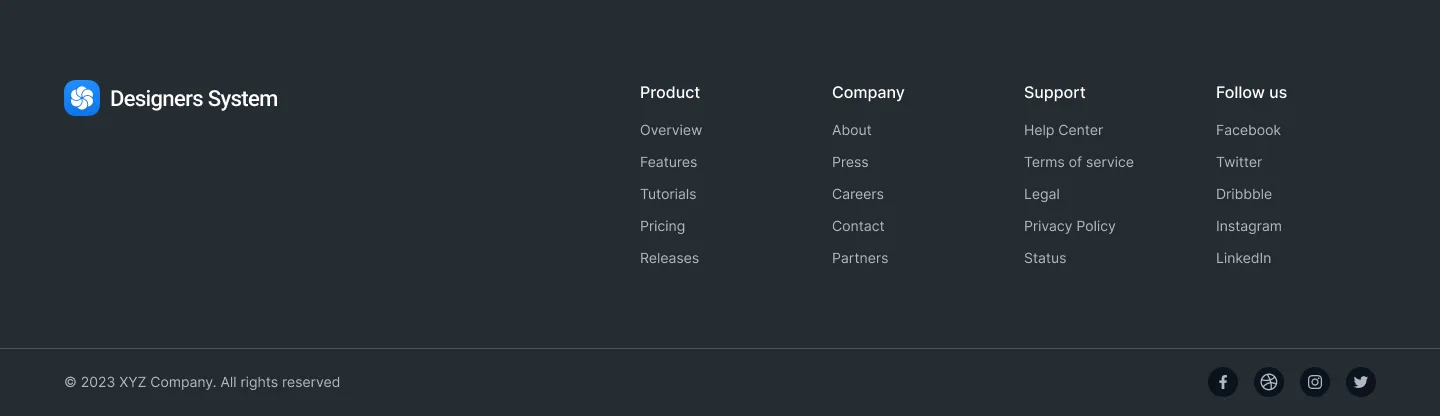 Designers System
Product
Overview
Features
Tutorials
Pricing
Releases
Company
About
Press
Careers
Contact
Partners
Support
Help Center
Terms of service
Legal
Privacy Policy
Status
Follow us
Facebook
Twitter
Dribbble
Instagram
LinkedIn
© 2023 XYZ Company. All rights reserved